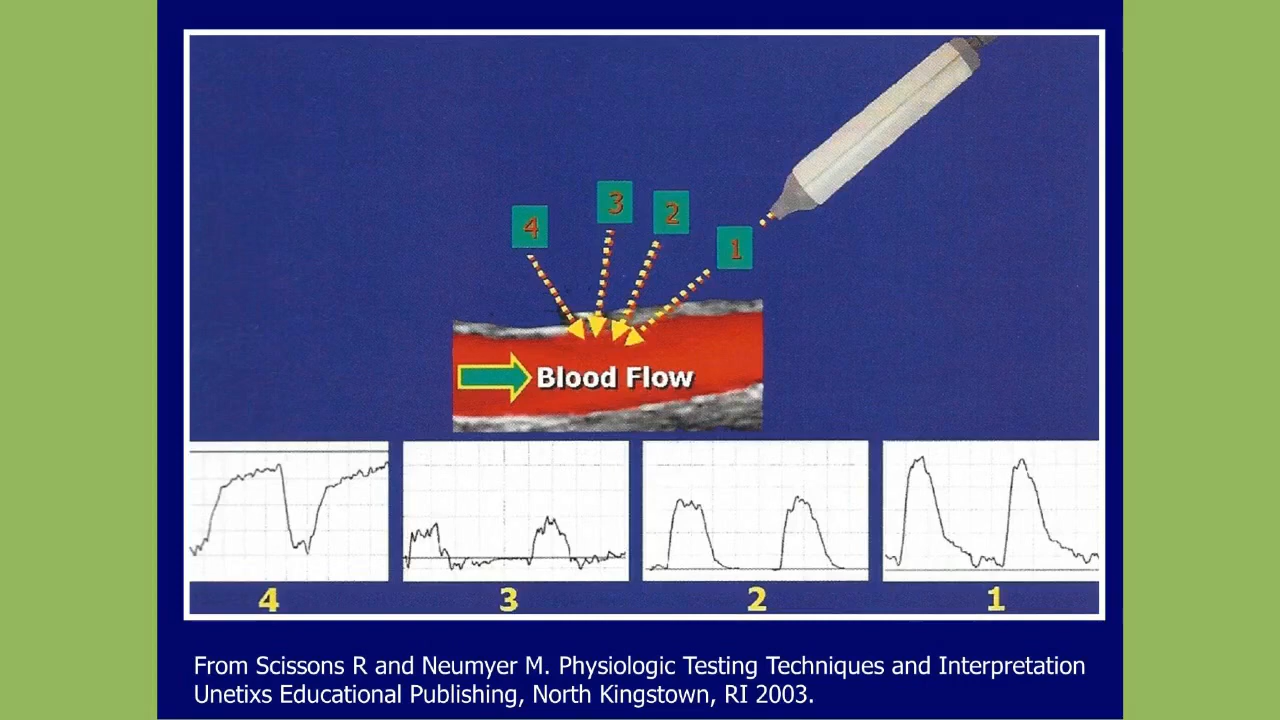 4
3
2
1
Blood Flow
4
3
2
1
From Scissons R and Neumyer M. Physiologic Testing Techniques and Interpretation
Unetixs Educational Publishing, North Kingstown, RI 2003.